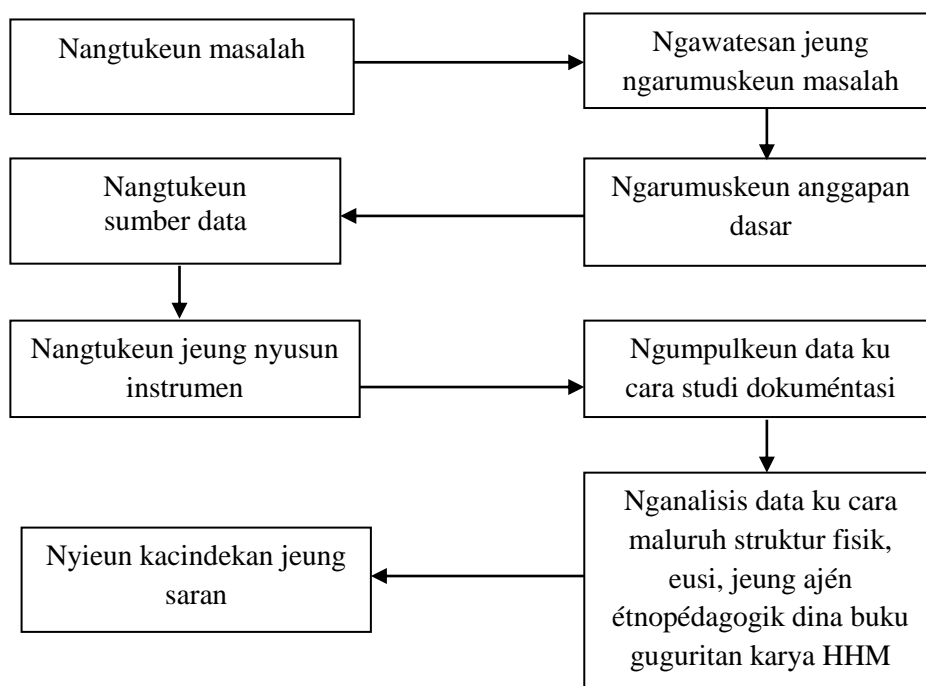 Nangtukeun masalah
Ngawatesan jeung
ngarumuskeun masalah
Ngarumuskeun anggapan
dasar
Nangtukeun
sumber data
Nangtukeun jeung nyusun
instrumen
Ngumpulkeun data ku
cara studi dokuméntasi
Nganalisis data ku cara
maluruh struktur fisik,
eusi, jeung ajén
étnopédagogik dina buku
guguritan karya HHM
Nyieun kacindekan jeung
saran